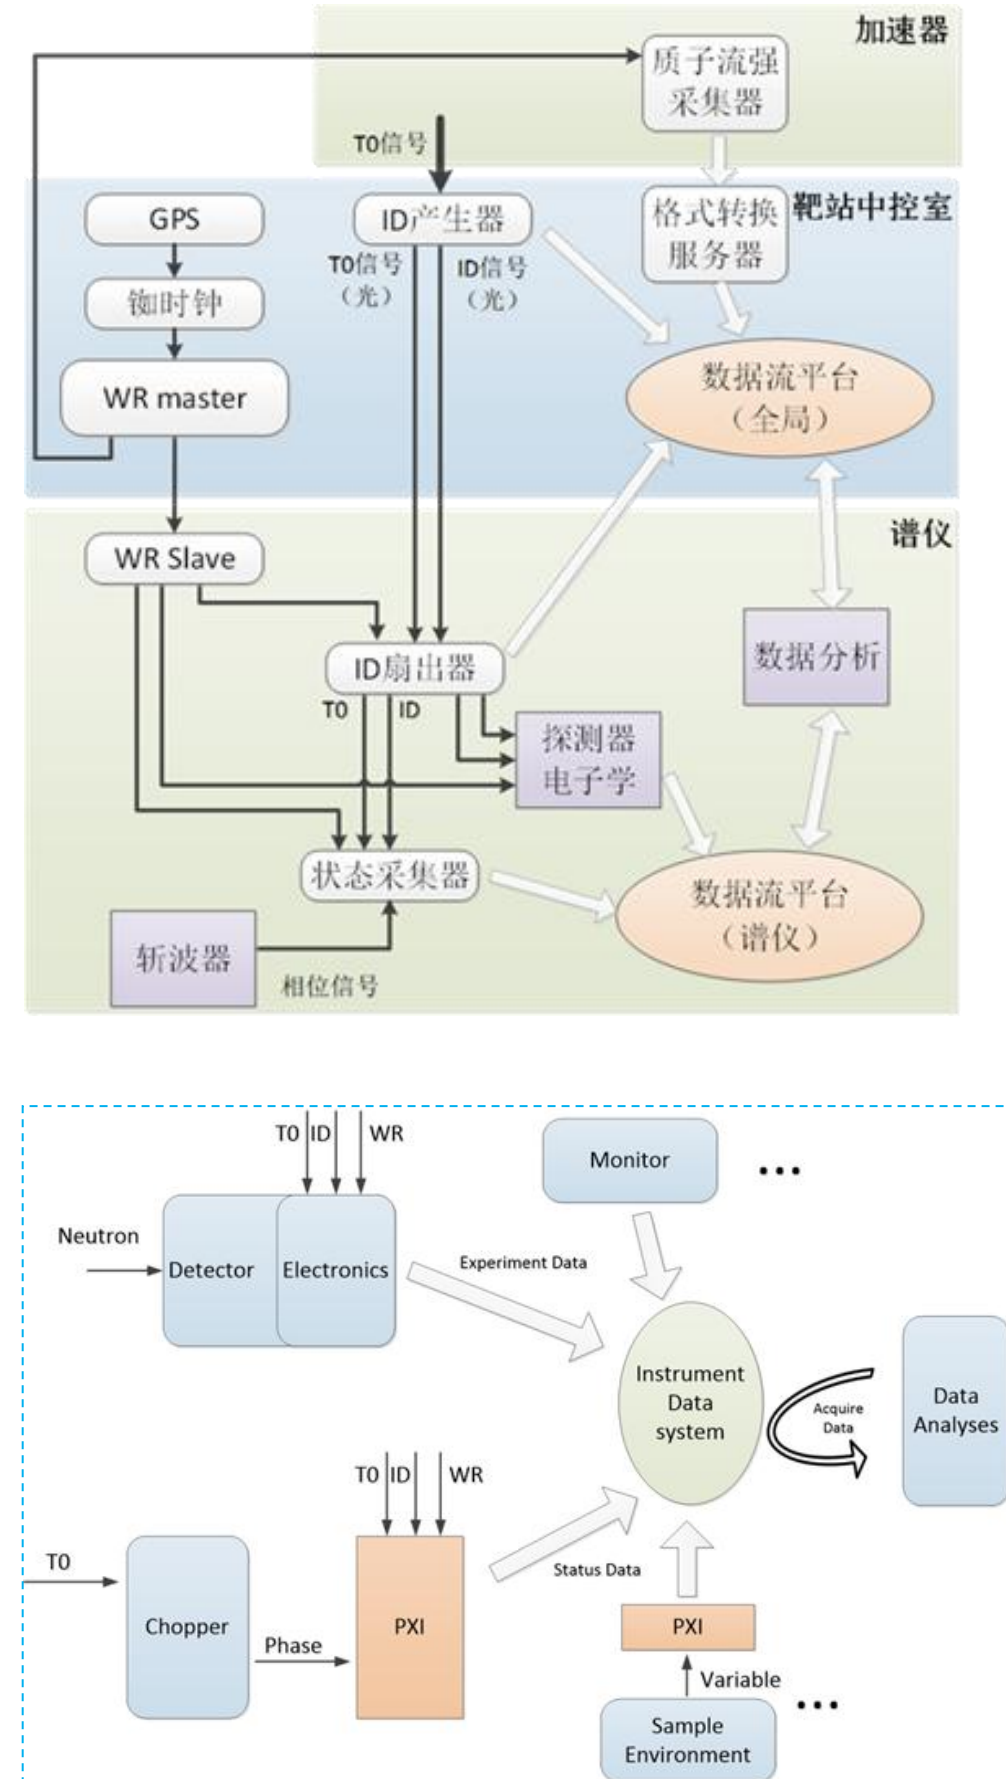 加速器
质子流强
采集器
T0信号
靶站中控室
GPS
ID产生器
格式转换
服务器
T0信号
（光）
ID信号
（光）
铷时钟
WR master
数据流平台
（全局）
谱仪
WR Slave
ID扇出器
数据分析
T0
ID
探测器
电子学
状态采集器
数据流平台
（谱仪）
斩波器
相位信号
T0
ID
WR
Monitor
...
Neutron
Detector
Electronics
Experiment Data
Instrument
Data
system
Acquire
Data
Data
Analyses
T0
ID
WR
T0
Chopper
Phase
PXI
Status Data
PXI
Variable
...
Sample
Environment